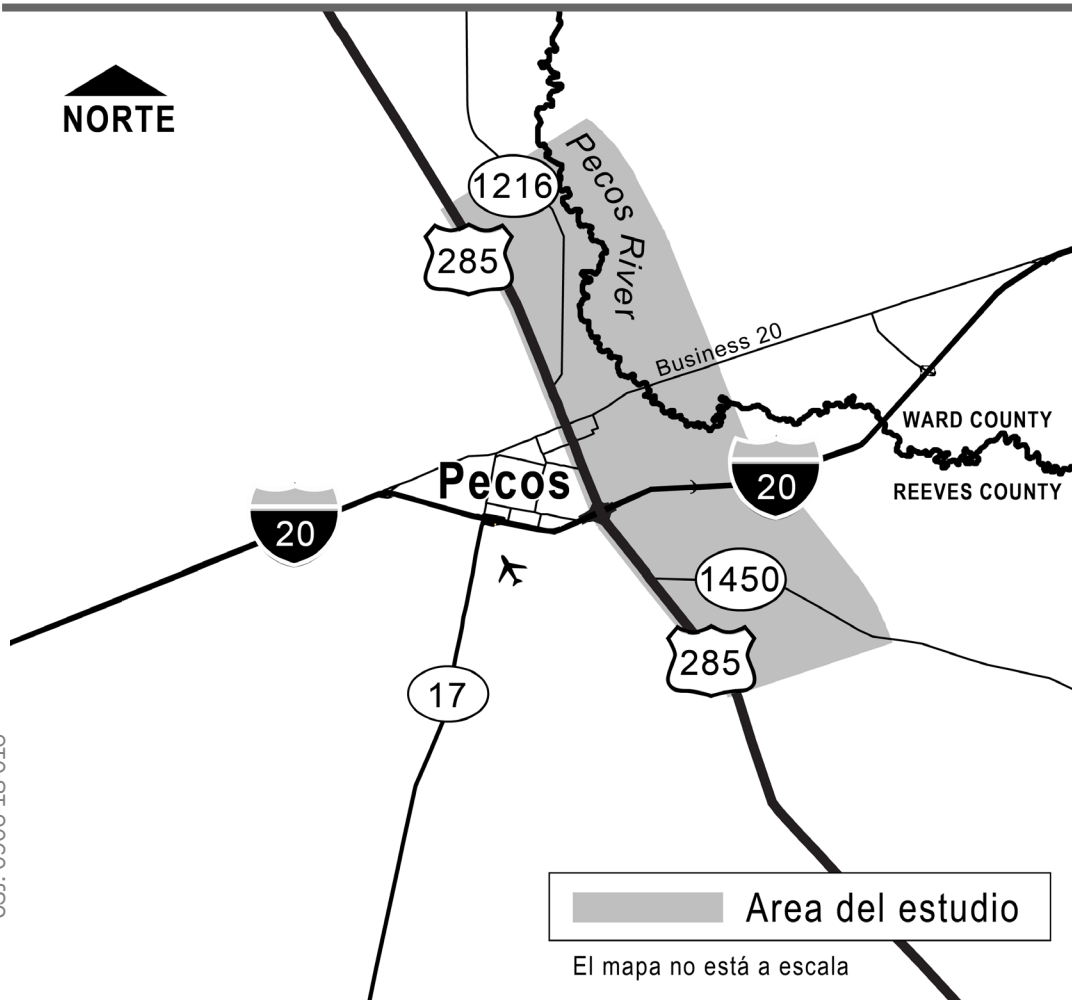 NORTE
1216
285
Pecos River
Business 20
WARD COUNTY
REEVES COUNTY
Pecos
20
20
1450
285
17
Area del estudio
El mapa no está a escala